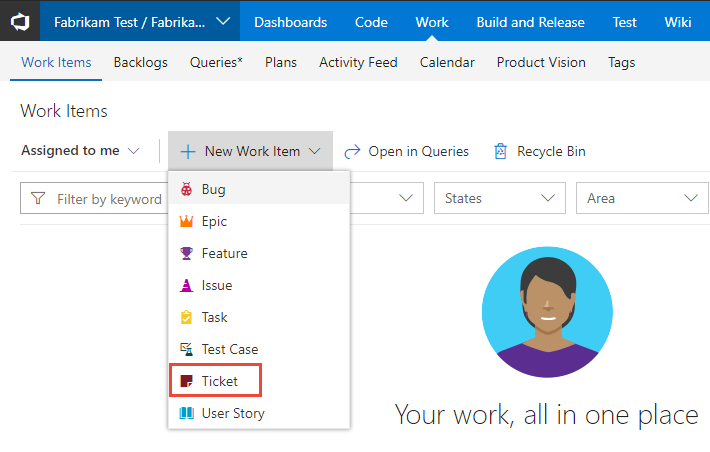 Fabrikam Test / Fabrika... Dashboards Code Work Build and Release Test Wiki
Work Items Backlogs Queries* Plans Activity Feed Calendar Product Vision Tags
Work Items
Assigned to me New Work Item Open in Queries Recycle Bin
Filter by keyword States Area
Bug
Epic
Feature
Issue
Task
Test Case
Ticket
User Story
Your work, all in one place